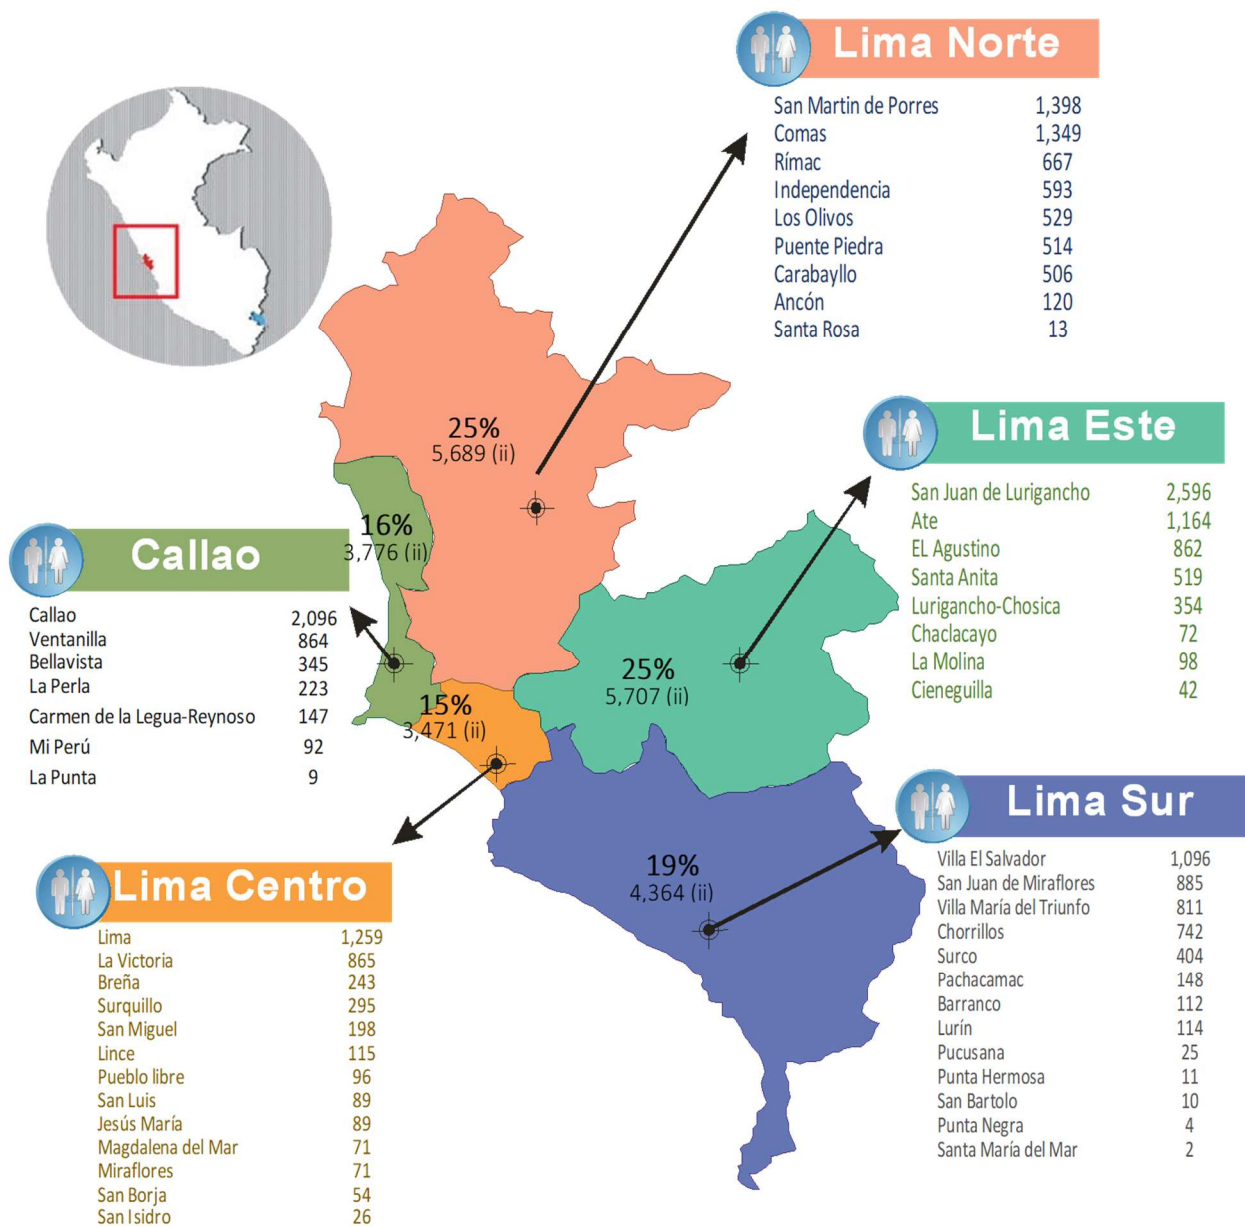 Lima Norte
San Martin de Porres 1,398
Comas 1,349
Rímac 667
Independencia 593
Los Olivos 529
Puente Piedra 514
Carabayllo 506
Ancón 120
Santa Rosa 13
25%
5,689 (ii)
Lima Este
San Juan de Lurigancho 2,596
Ate 1,164
EL Agustino 862
Santa Anita 519
Lurigancho-Chosica 354
Chaclacayo 72
La Molina 98
Cieneguilla 42
16%
3,776 (ii)
Callao
Callao 2,096
Ventanilla 864
Bellavista 345
La Perla 223
Carmen de la Legua-Reynoso 147
Mi Perú 92
La Punta 9
25%
5,707 (ii)
15%
3,471 (ii)
Lima Sur
Villa El Salvador 1,096
San Juan de Miraflores 885
Villa María del Triunfo 811
Chorrillos 742
Surco 404
Pachacamac 148
Barranco 112
Lurín 114
Pucusana 25
Punta Hermosa 11
San Bartolo 10
Punta Negra 4
Santa María del Mar 2
19%
4,364 (ii)
Lima Centro
Lima 1,259
La Victoria 865
Breña 243
Surquillo 295
San Miguel 198
Lince 115
Pueblo libre 96
San Luis 89
Jesús María 89
Magdalena del Mar 71
Miraflores 71
San Borja 54
San Isidro 26